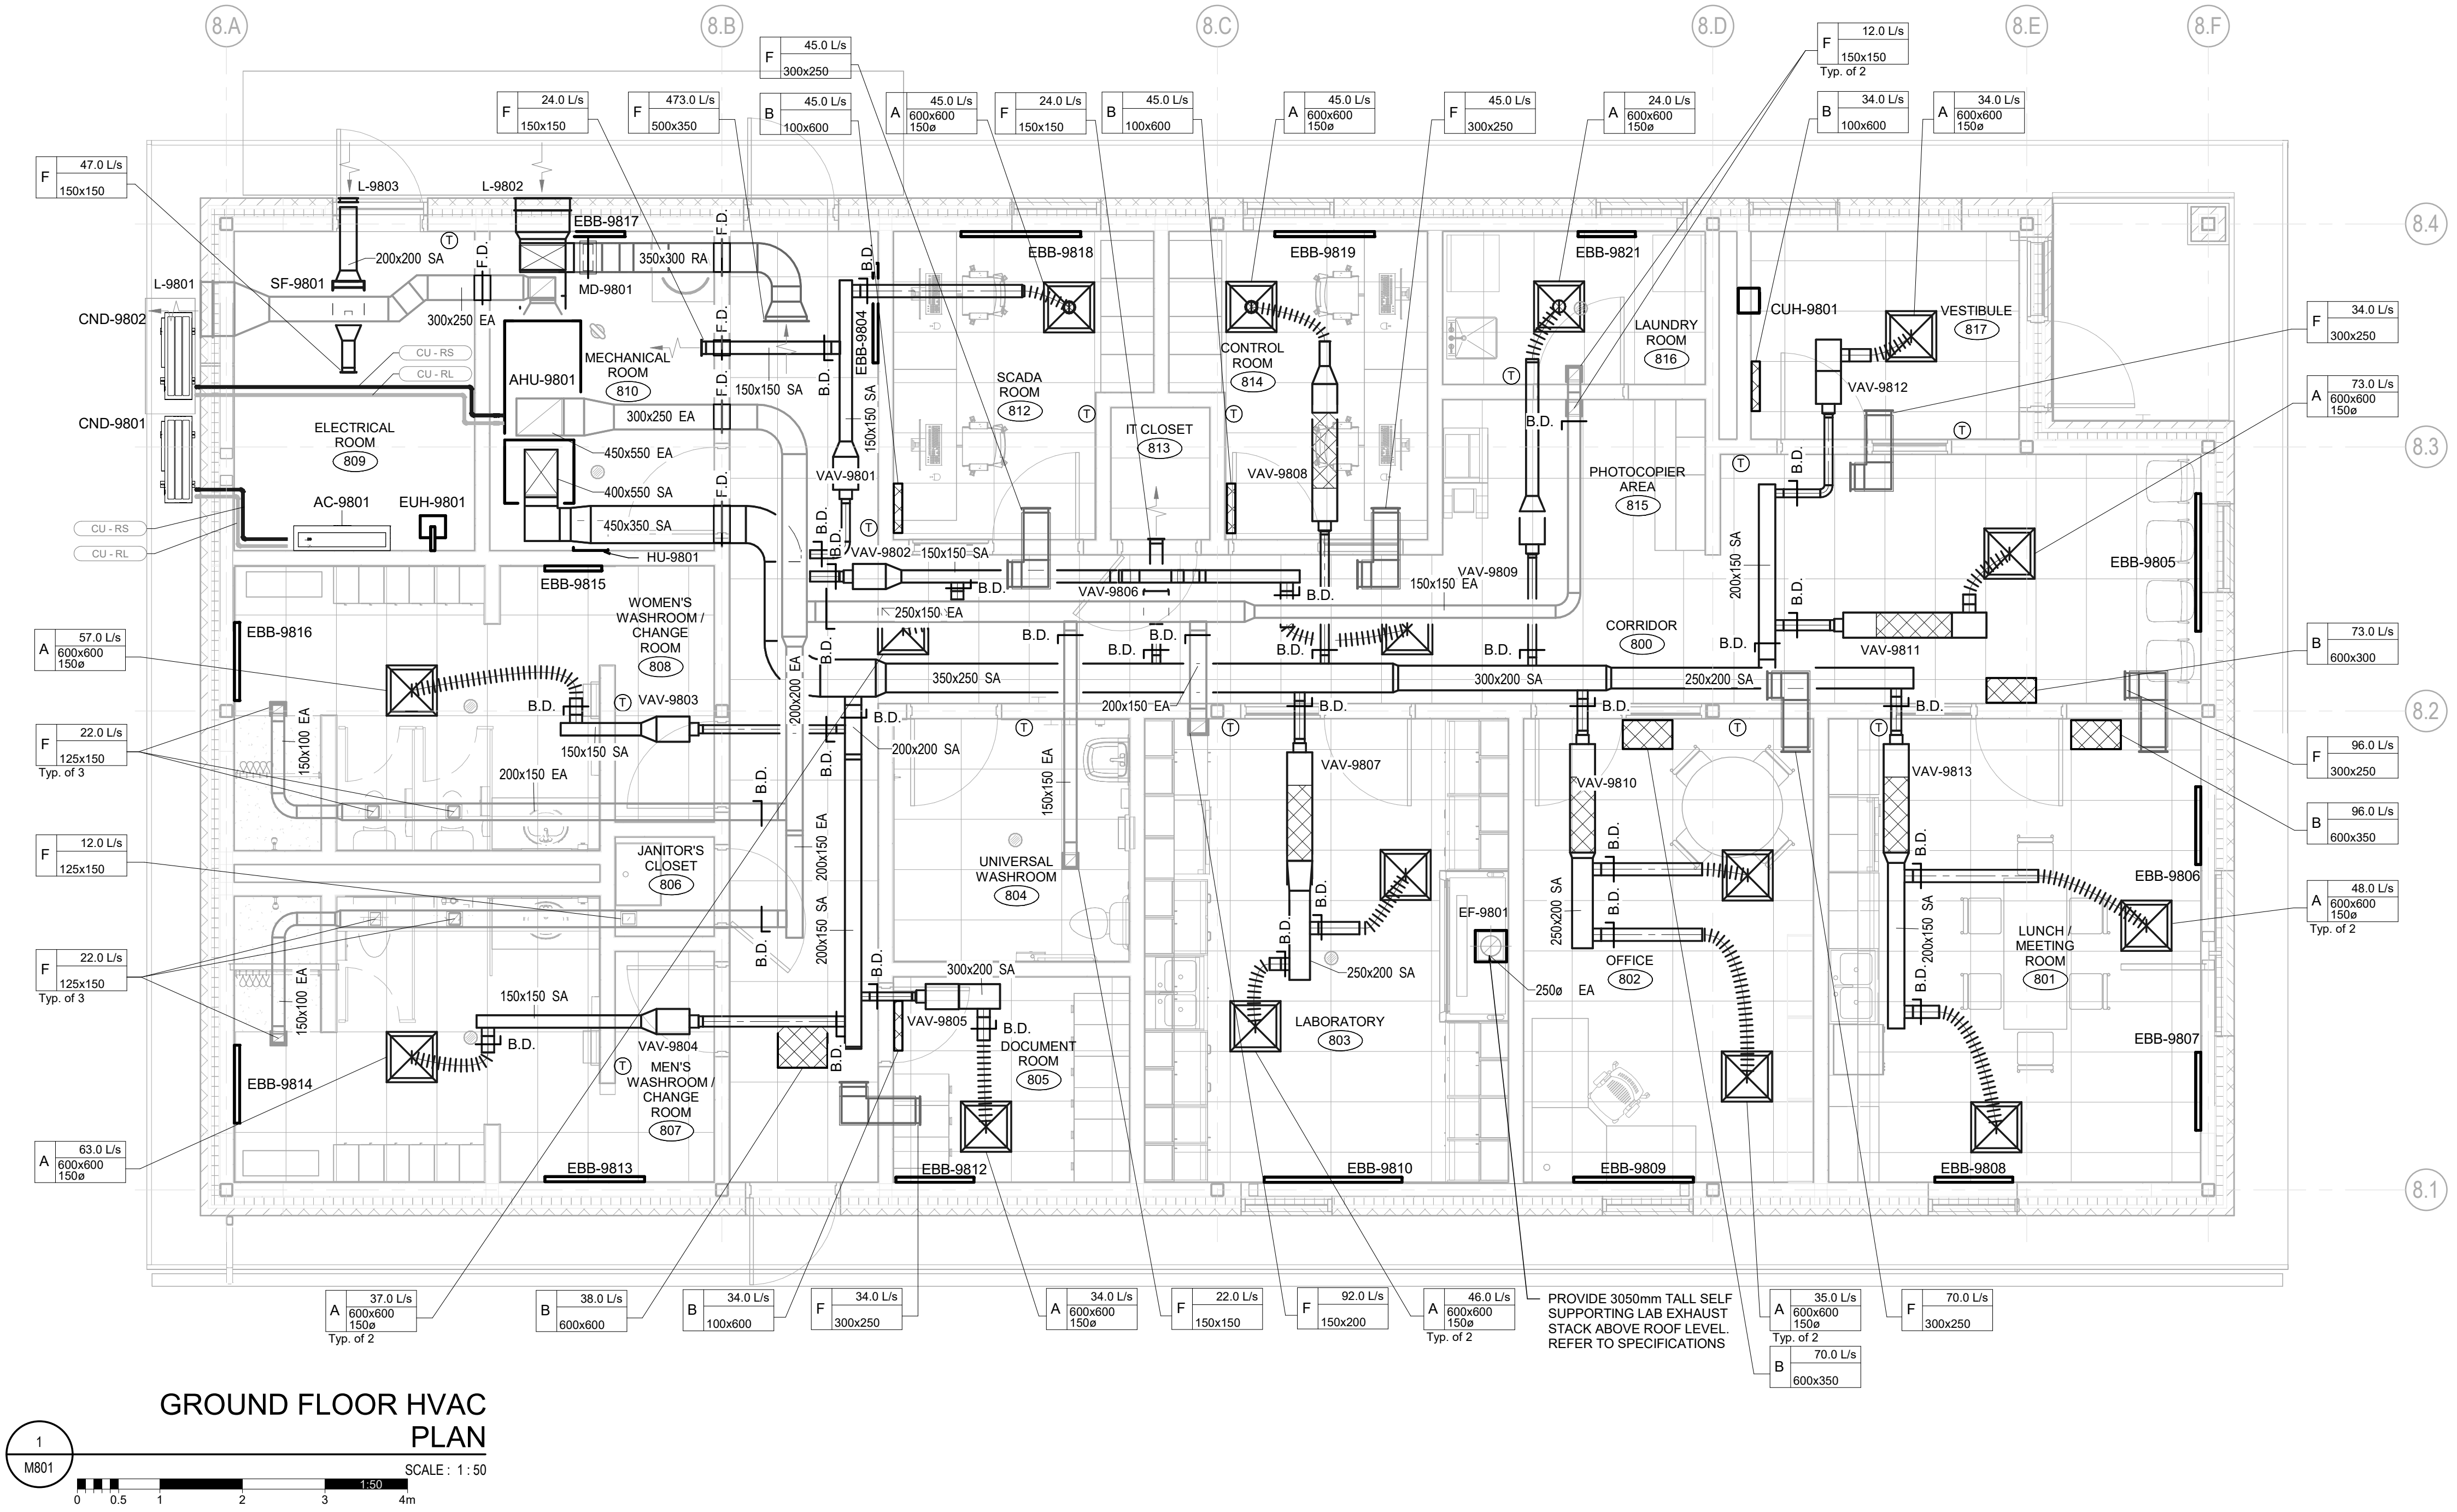 8.A
8.B
8.C
8.D
8.E
8.F
F
45.0 L/s
300x250
F
12.0 L/s
150x150
Typ. of 2
F
24.0 L/s
150x150
F
473.0 L/s
500x350
B
45.0 L/s
100x600
A
45.0 L/s
600x600
150ø
F
24.0 L/s
150x150
B
45.0 L/s
100x600
A
45.0 L/s
600x600
150ø
F
45.0 L/s
300x250
A
24.0 L/s
600x600
150ø
B
34.0 L/s
100x600
A
34.0 L/s
600x600
150ø
F
47.0 L/s
150x150
L-9803
L-9802
EBB-9817
8.4
200x200 SA
F.D.
350x300 RA
F.D.
B.D.
EBB-9818
EBB-9819
EBB-9821
L-9801
SF-9801
MD-9801
CND-9802
300x250 EA
F.D.
EBB-9804
CUH-9801
VESTIBULE
817
F
34.0 L/s
300x250
LAUNDRY
ROOM
816
CU - RS
CU - RL
MECHANICAL
ROOM
810
AHU-9801
150x150 SA
B.D.
150x150 SA
SCADA
ROOM
812
CONTROL
ROOM
814
VAV-9812
A
73.0 L/s
600x600
150ø
CND-9801
300x250 EA
F.D.
ELECTRICAL
ROOM
809
IT CLOSET
813
B.D.
8.3
450x550 EA
400x550 SA
F.D.
VAV-9801
VAV-9808
PHOTOCOPIER
AREA
815
B.D.
AC-9801
EUH-9801
450x350 SA
CU - RS
CU - RL
HU-9801
B.D.
B.D.
VAV-9802
150x150 SA
EBB-9815
VAV-9806
B.D.
B.D.
150x150 EA
VAV-9809
200x150 SA
B.D.
EBB-9805
WOMEN'S
WASHROOM /
CHANGE
ROOM
808
EBB-9816
250x150 EA
B.D.
B.D.
B.D.
B.D.
B.D.
B.D.
CORRIDOR
800
B.D.
VAV-9811
A
57.0 L/s
600x600
150ø
B
73.0 L/s
600x300
200x200 EA
350x250 SA
300x200 SA
250x200 SA
VAV-9803
B.D.
B.D.
200x150 EA
B.D.
B.D.
B.D.
8.2
150x100 EA
150x150 SA
200x200 SA
B.D.
F
22.0 L/s
125x150
Typ. of 3
200x150 EA
B.D.
150x150 EA
VAV-9807
VAV-9810
VAV-9813
F
96.0 L/s
300x250
B
96.0 L/s
600x350
F
12.0 L/s
125x150
JANITOR'S
CLOSET
806
200x150 EA
UNIVERSAL
WASHROOM
804
B.D.
B.D.
B.D.
EBB-9806
A
48.0 L/s
600x600
150ø
Typ. of 2
B.D.
B.D.
EF-9801
250x200 SA
B.D.
200x150 SA
LUNCH /
MEETING
ROOM
801
F
22.0 L/s
125x150
Typ. of 3
150x100 EA
150x150 SA
B.D.
200x150 SA
B.D.
300x200 SA
250x200 SA
250ø EA
OFFICE
802
B.D.
VAV-9804
B.D.
VAV-9805
B.D.
DOCUMENT
ROOM
805
LABORATORY
803
B.D.
EBB-9807
EBB-9814
MEN'S
WASHROOM /
CHANGE
ROOM
807
A
63.0 L/s
600x600
150ø
EBB-9813
EBB-9812
EBB-9810
EBB-9809
EBB-9808
8.1
A
37.0 L/s
600x600
150ø
Typ. of 2
B
38.0 L/s
600x600
B
34.0 L/s
100x600
F
34.0 L/s
300x250
A
34.0 L/s
600x600
150ø
F
22.0 L/s
150x150
F
92.0 L/s
150x200
A
46.0 L/s
600x600
150ø
Typ. of 2
PROVIDE 3050mm TALL SELF
SUPPORTING LAB EXHAUST
STACK ABOVE ROOF LEVEL.
REFER TO SPECIFICATIONS
A
35.0 L/s
600x600
150ø
Typ. of 2
F
70.0 L/s
300x250
B
70.0 L/s
600x350
GROUND FLOOR HVAC
PLAN
1
M801
SCALE : 1 : 50
1:50
0 0.5 1 2 3 4m